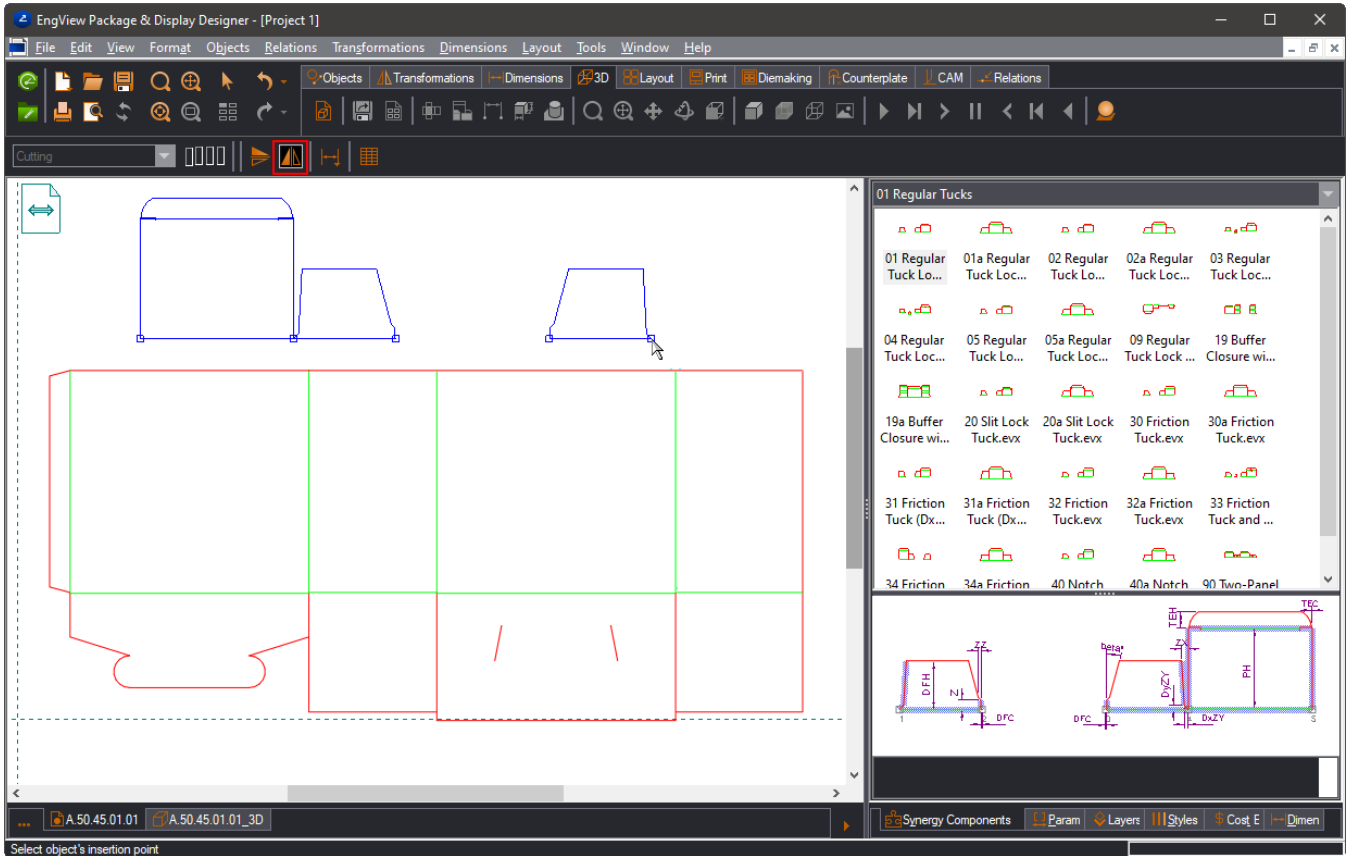 EngView Package & Display Designer - [Project 1]
File Edit View Format Objects Relations Transformations Dimensions Layout Tools Window Help
Objects Transformations Dimensions 3D Layout Print Diemaking Counterplate CAM Relations
Cutting
01 Regular Tucks
01 Regular 01a Regular 02 Regular 02a Regular 03 Regular
Tuck Lo... Tuck Loc... Tuck Lo... Tuck Loc... Tuck Loc...
04 Regular 05 Regular 05a Regular 09 Regular 19 Buffer
Tuck Loc... Tuck Lo... Tuck Loc... Tuck Lock ... Closure wi...
19a Buffer 20 Slit Lock 20a Slit Lock 30 Friction 30a Friction
Closure wi... Tuck.evx Tuck.evx Tuck.evx Tuck.evx
31 Friction 31a Friction 32 Friction 32a Friction 33 Friction
Tuck (Dx... Tuck (Dx... Tuck.evx Tuck.evx Tuck and ...
34 Friction 34a Friction 40 Notch 40a Notch 90 Two-Panel
TEC
TEH
ZZ
beta°
ZX
DFH
N
DyZY
PH
1
DFC
DFC
DxZY
5
A.50.45.01.01 A.50.45.01.01_3D
Synergy Components Param Layers Styles Cost E Dimen
Select object's insertion point